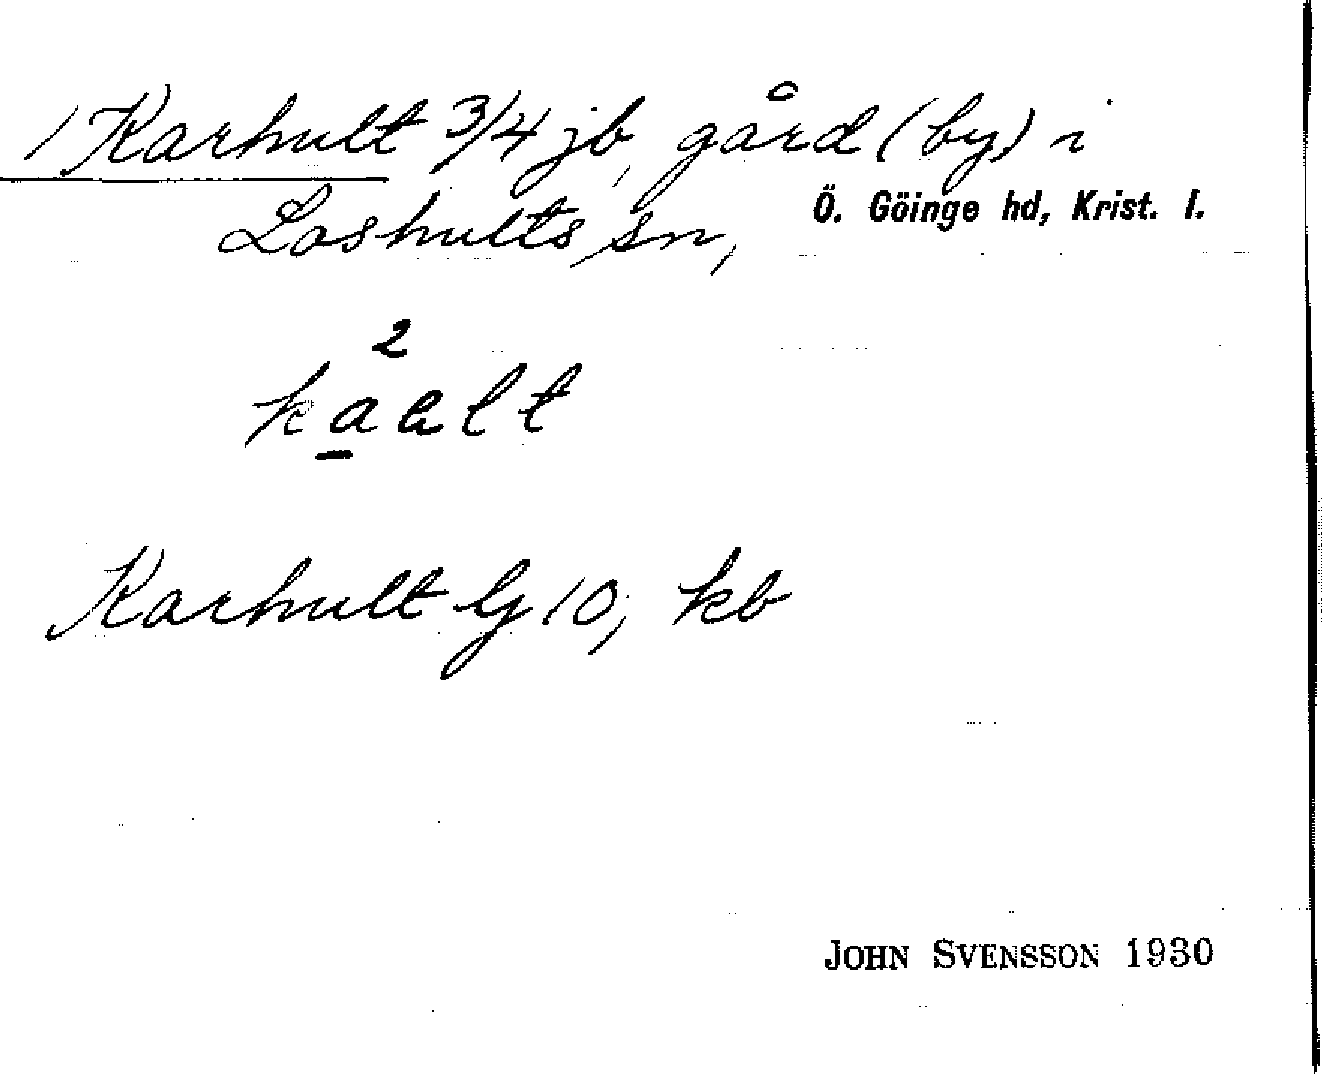 1 Karhult 3/4 jb, gård (by) i
Loshults sn, Ö. Göinge hd, Krist. l.
2
kaalt
Karhult G 10; kb
JOHN SVENSSON 1930